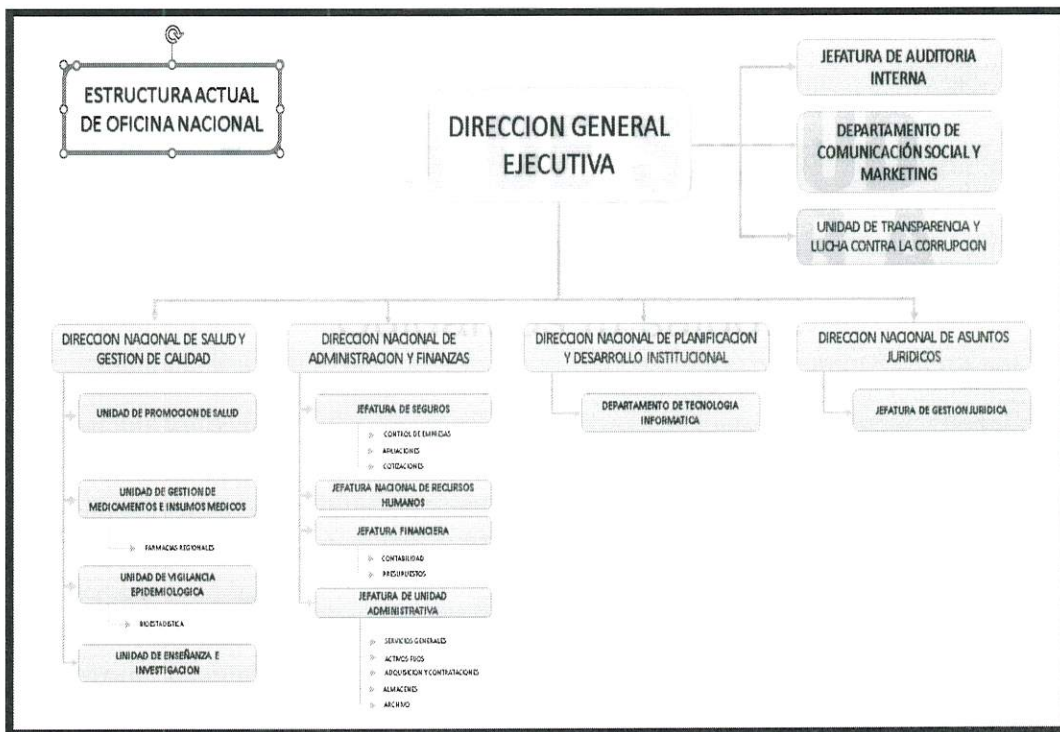 ESTRUCTURA ACTUAL
DE OFICINA NACIONAL
DIRECCION GENERAL
EJECUTIVA
JEFATURA DE AUDITORIA
INTERNA
DEPARTAMENTO DE
COMUNICACIÓN SOCIAL Y
MARKETING
UNIDAD DE TRANSPARENCIA Y
LUCHA CONTRA LA CORRUPCION
DIRECCION NACIONAL DE SALUD Y
GESTION DE CALIDAD
UNIDAD DE PROMOCION DE SALUD
UNIDAD DE GESTION DE
MEDICAMENTOS E INSUMOS MEDICOS
FARMACIAS REGIONALES
UNIDAD DE VIGILANCIA
EPIDEMIOLOGICA
BIOESTADISTICA
UNIDAD DE ENSEÑANZA E
INVESTIGACION
DIRECCION NACIONAL DE
ADMINISTRACION Y FINANZAS
JEFATURA DE SEGUROS
CONTROL DE EMPRESAS
AFILIACIONES
COTIZACIONES
JEFATURA NACIONAL DE RECURSOS
HUMANOS
JEFATURA FINANCIERA
CONTABILIDAD
PRESUPUESTOS
JEFATURA DE UNIDAD
ADMINISTRATIVA
SERVICIOS GENERALES
ACTIVOS FIJOS
ADQUISICION Y CONTRATACIONES
ALMACENES
ARCHIVO
DIRECCION NACIONAL DE PLANIFICACION
Y DESARROLLO INSTITUCIONAL
DEPARTAMENTO DE TECNOLOGIA
INFORMATICA
DIRECCION NACIONAL DE ASUNTOS
JURIDICOS
JEFATURA DE GESTION JURIDICA